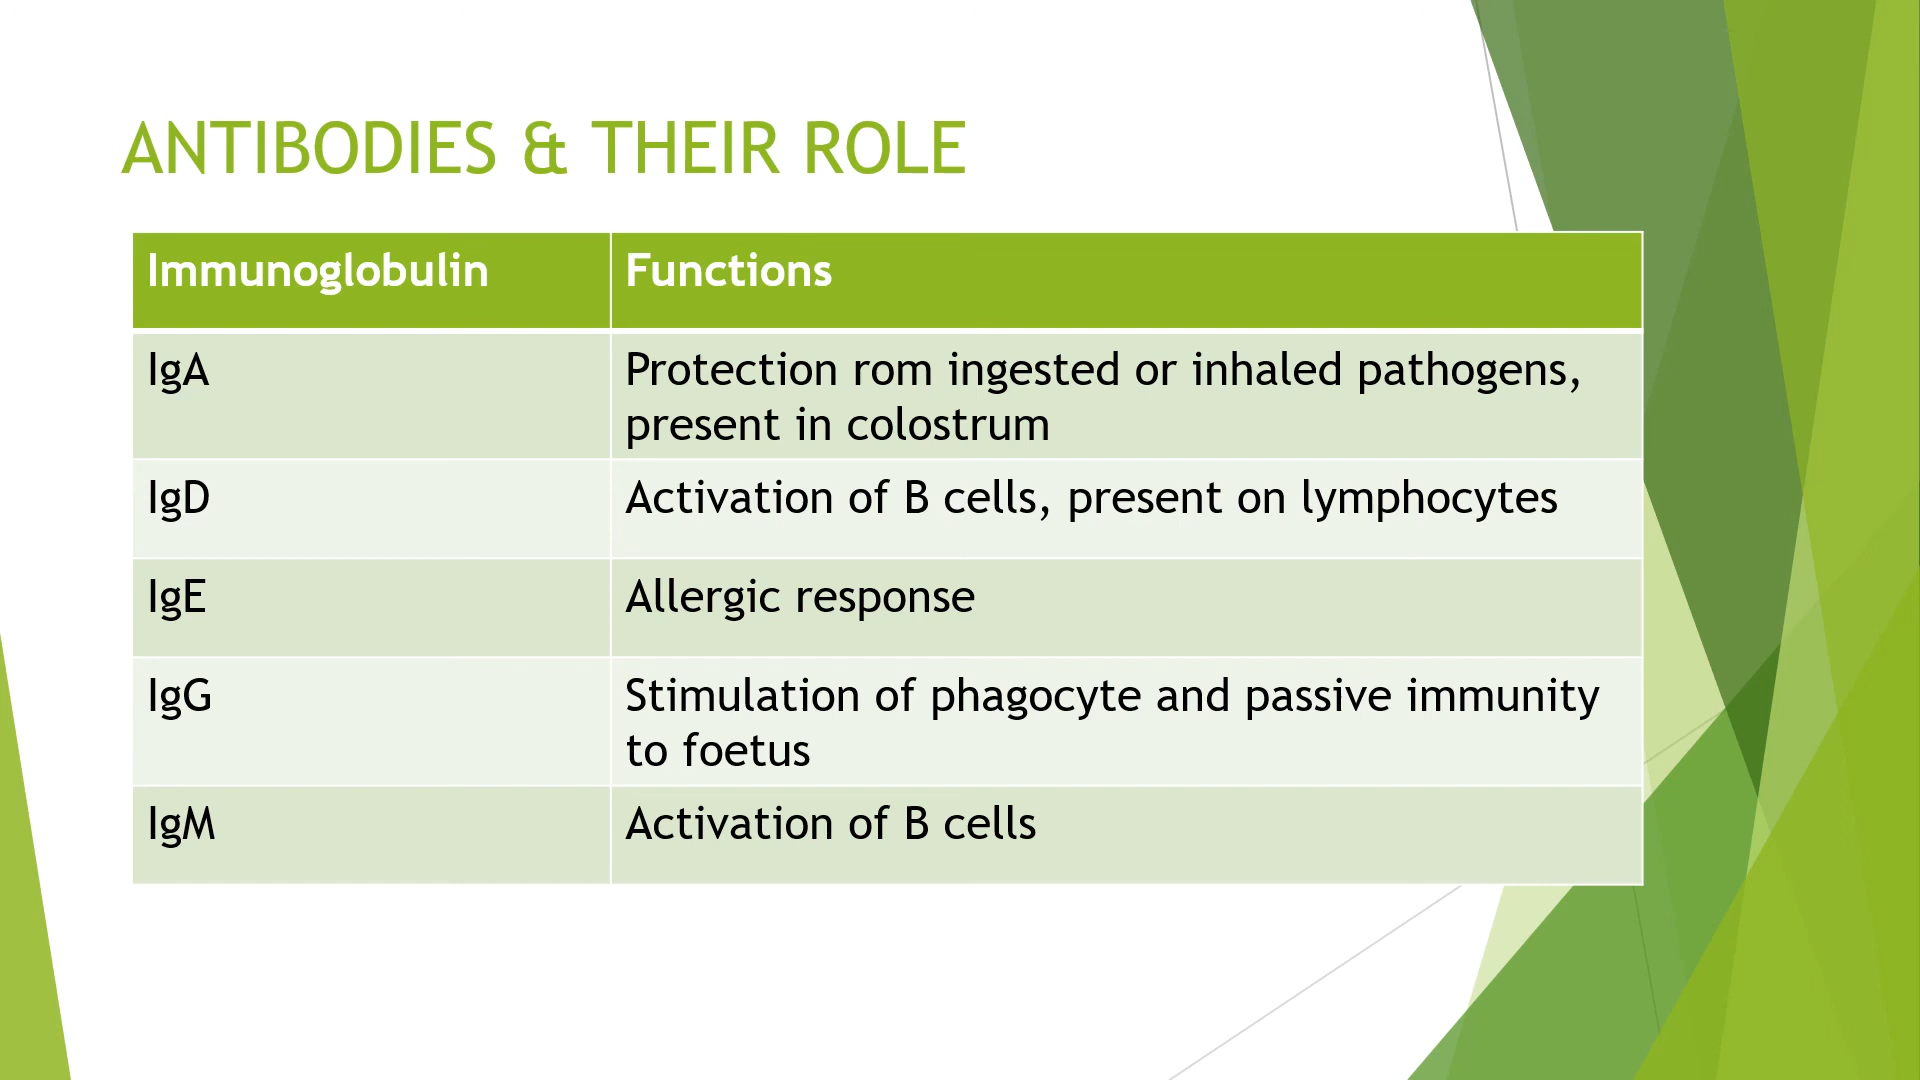 ANTIBODIES & THEIR ROLE
Immunoglobulin
Functions
IgA
Protection rom ingested or inhaled pathogens,
present in colostrum
IgD
Activation of B cells, present on lymphocytes
IgE
Allergic response
IgG
Stimulation of phagocyte and passive immunity
to foetus
IgM
Activation of B cells